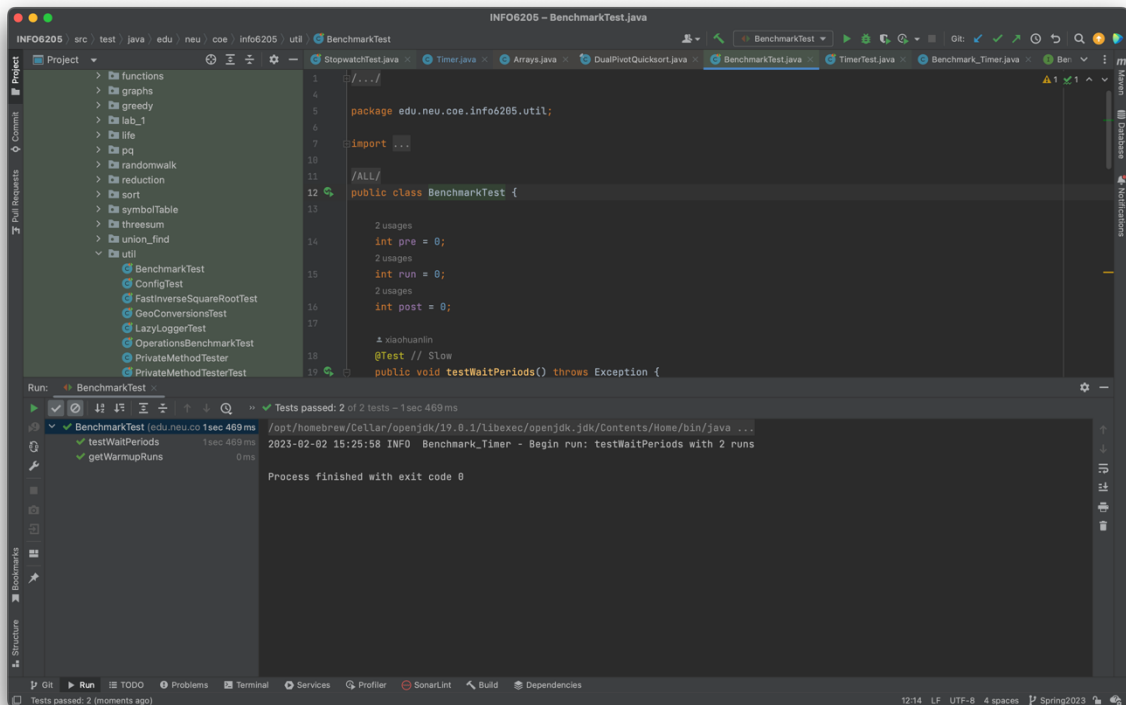 INFO6205 – BenchmarkTest.java
INFO6205 〉 src 〉 test 〉 java 〉 edu 〉 neu 〉 coe 〉 info6205 〉 util 〉 BenchmarkTest
BenchmarkTest
Git:
Project
StopwatchTest.java
Timer.java
Arrays.java
DualPivotQuicksort.java
BenchmarkTest.java
TimerTest.java
Benchmark_Timer.java
Ben
Project
Commit
Pull Requests
Bookmarks
Structure
Maven
Database
Notifications
functions
graphs
greedy
lab_1
life
pq
randomwalk
reduction
sort
symbolTable
threesum
union_find
util
BenchmarkTest
ConfigTest
FastInverseSquareRootTest
GeoConversionsTest
LazyLoggerTest
OperationsBenchmarkTest
PrivateMethodTester
PrivateMethodTesterTest
1 /.../
4
5 package edu.neu.coe.info6205.util;
6
7 import ...
10
11 /ALL/
12 public class BenchmarkTest {
13
2 usages
14 int pre = 0;
2 usages
15 int run = 0;
2 usages
16 int post = 0;
17
xiaohuanlin
18 @Test // Slow
19 public void testWaitPeriods() throws Exception {
1 1
Run: BenchmarkTest
Tests passed: 2 of 2 tests – 1 sec 469 ms
BenchmarkTest (edu.neu.co 1 sec 469 ms
testWaitPeriods 1 sec 469 ms
getWarmupRuns 0 ms
/opt/homebrew/Cellar/openjdk/19.0.1/libexec/openjdk.jdk/Contents/Home/bin/java ...
2023-02-02 15:25:58 INFO  Benchmark_Timer - Begin run: testWaitPeriods with 2 runs
Process finished with exit code 0
Git Run TODO Problems Terminal Services Profiler SonarLint Build Dependencies
Tests passed: 2 (moments ago) 12:14 LF UTF-8 4 spaces Spring2023